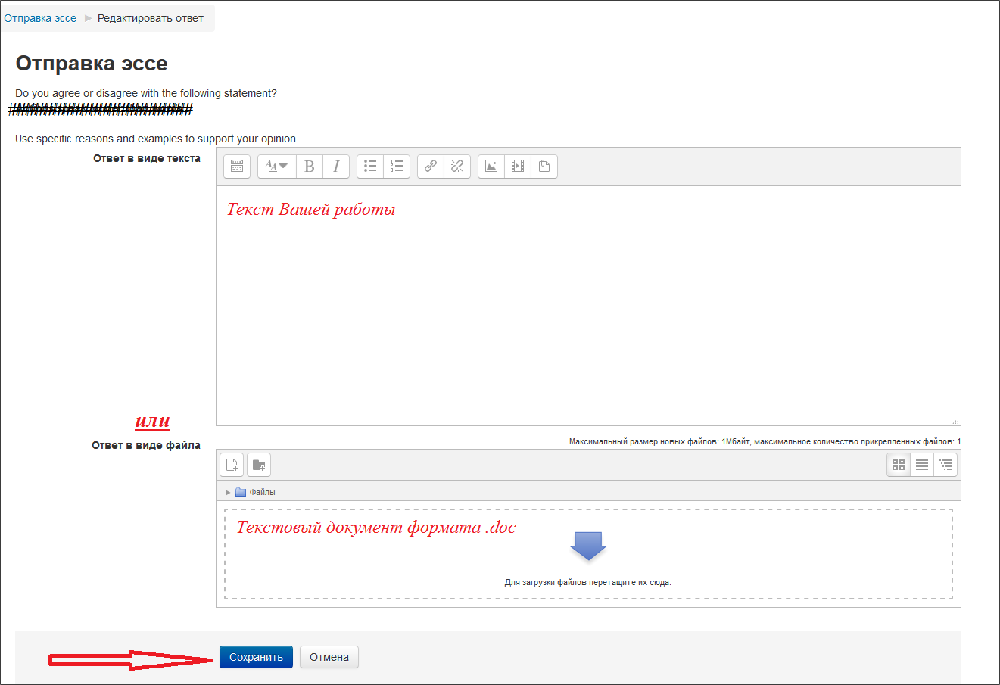 Отправка эссе ▶ Редактировать ответ
Отправка эссе
Do you agree or disagree with the following statement?
Use specific reasons and examples to support your opinion.
Ответ в виде текста
Текст Вашей работы
или
Ответ в виде файла
Максимальный размер новых файлов: 1Мбайт, максимальное количество прикрепленных файлов: 1
Файлы
Текстовый документ формата .doc
Для загрузки файлов перетащите их сюда.
Сохранить Отмена